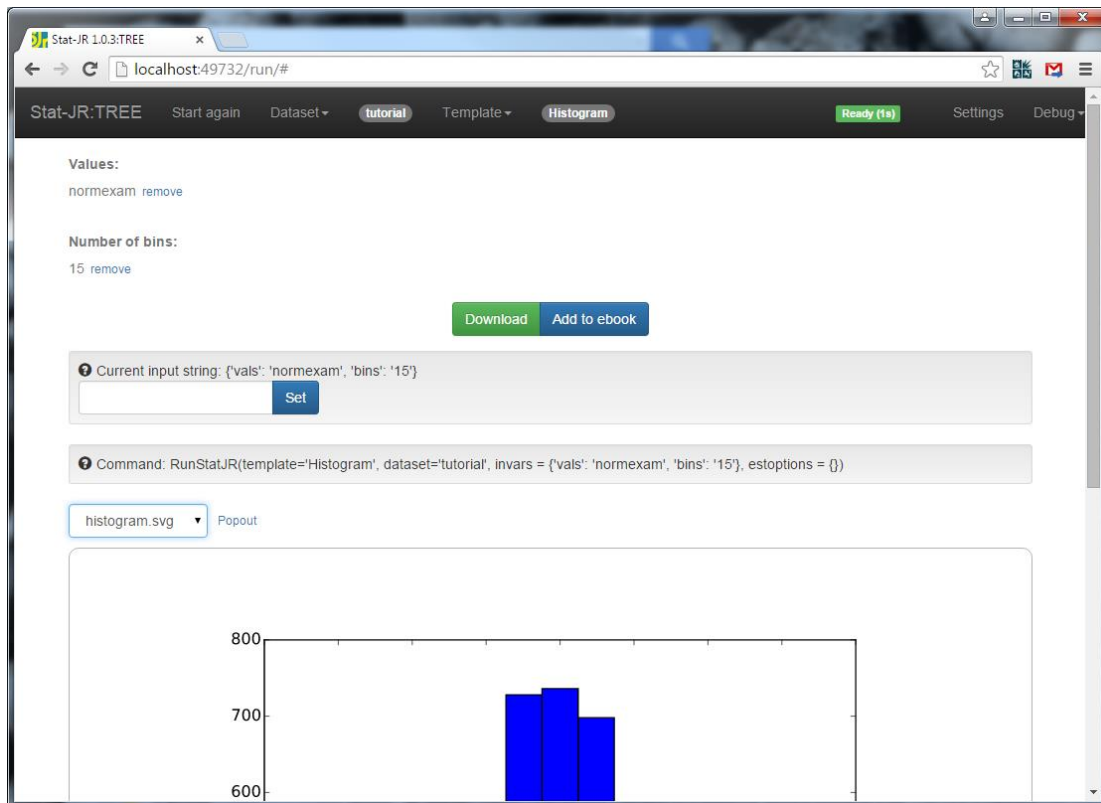 Stat-JR 1.0.3:TREE
localhost:49732/run/#
Stat-JR:TREE Start again Dataset tutorial Template Histogram Ready (1s) Settings Debug
Values:
normexam remove
Number of bins:
15 remove
Download Add to ebook
Current input string: {'vals': 'normexam', 'bins': '15'}
Set
Command: RunStatJR(template='Histogram', dataset='tutorial', invars = {'vals': 'normexam', 'bins': '15'}, estoptions = {})
histogram.svg Popout
800
700
600